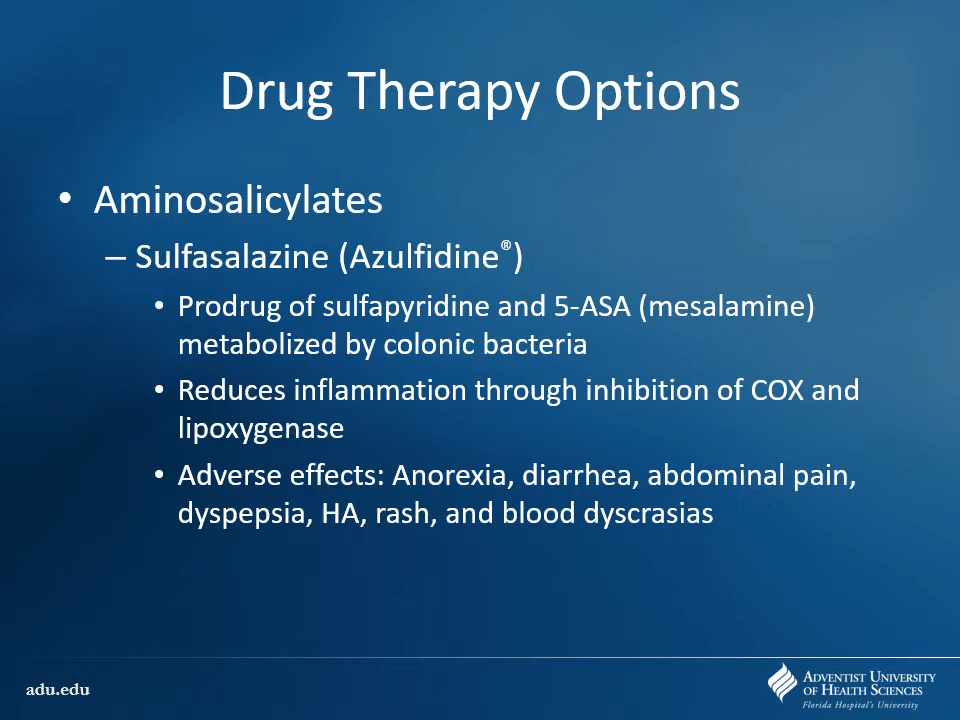 Drug Therapy Options
• Aminosalicylates
– Sulfasalazine (Azulfidine®)
• Prodrug of sulfapyridine and 5-ASA (mesalamine)
metabolized by colonic bacteria
• Reduces inflammation through inhibition of COX and
lipoxygenase
• Adverse effects: Anorexia, diarrhea, abdominal pain,
dyspepsia, HA, rash, and blood dyscrasias
adu.edu
ADVENTIST UNIVERSITY
OF HEALTH SCIENCES
Florida Hospital's University